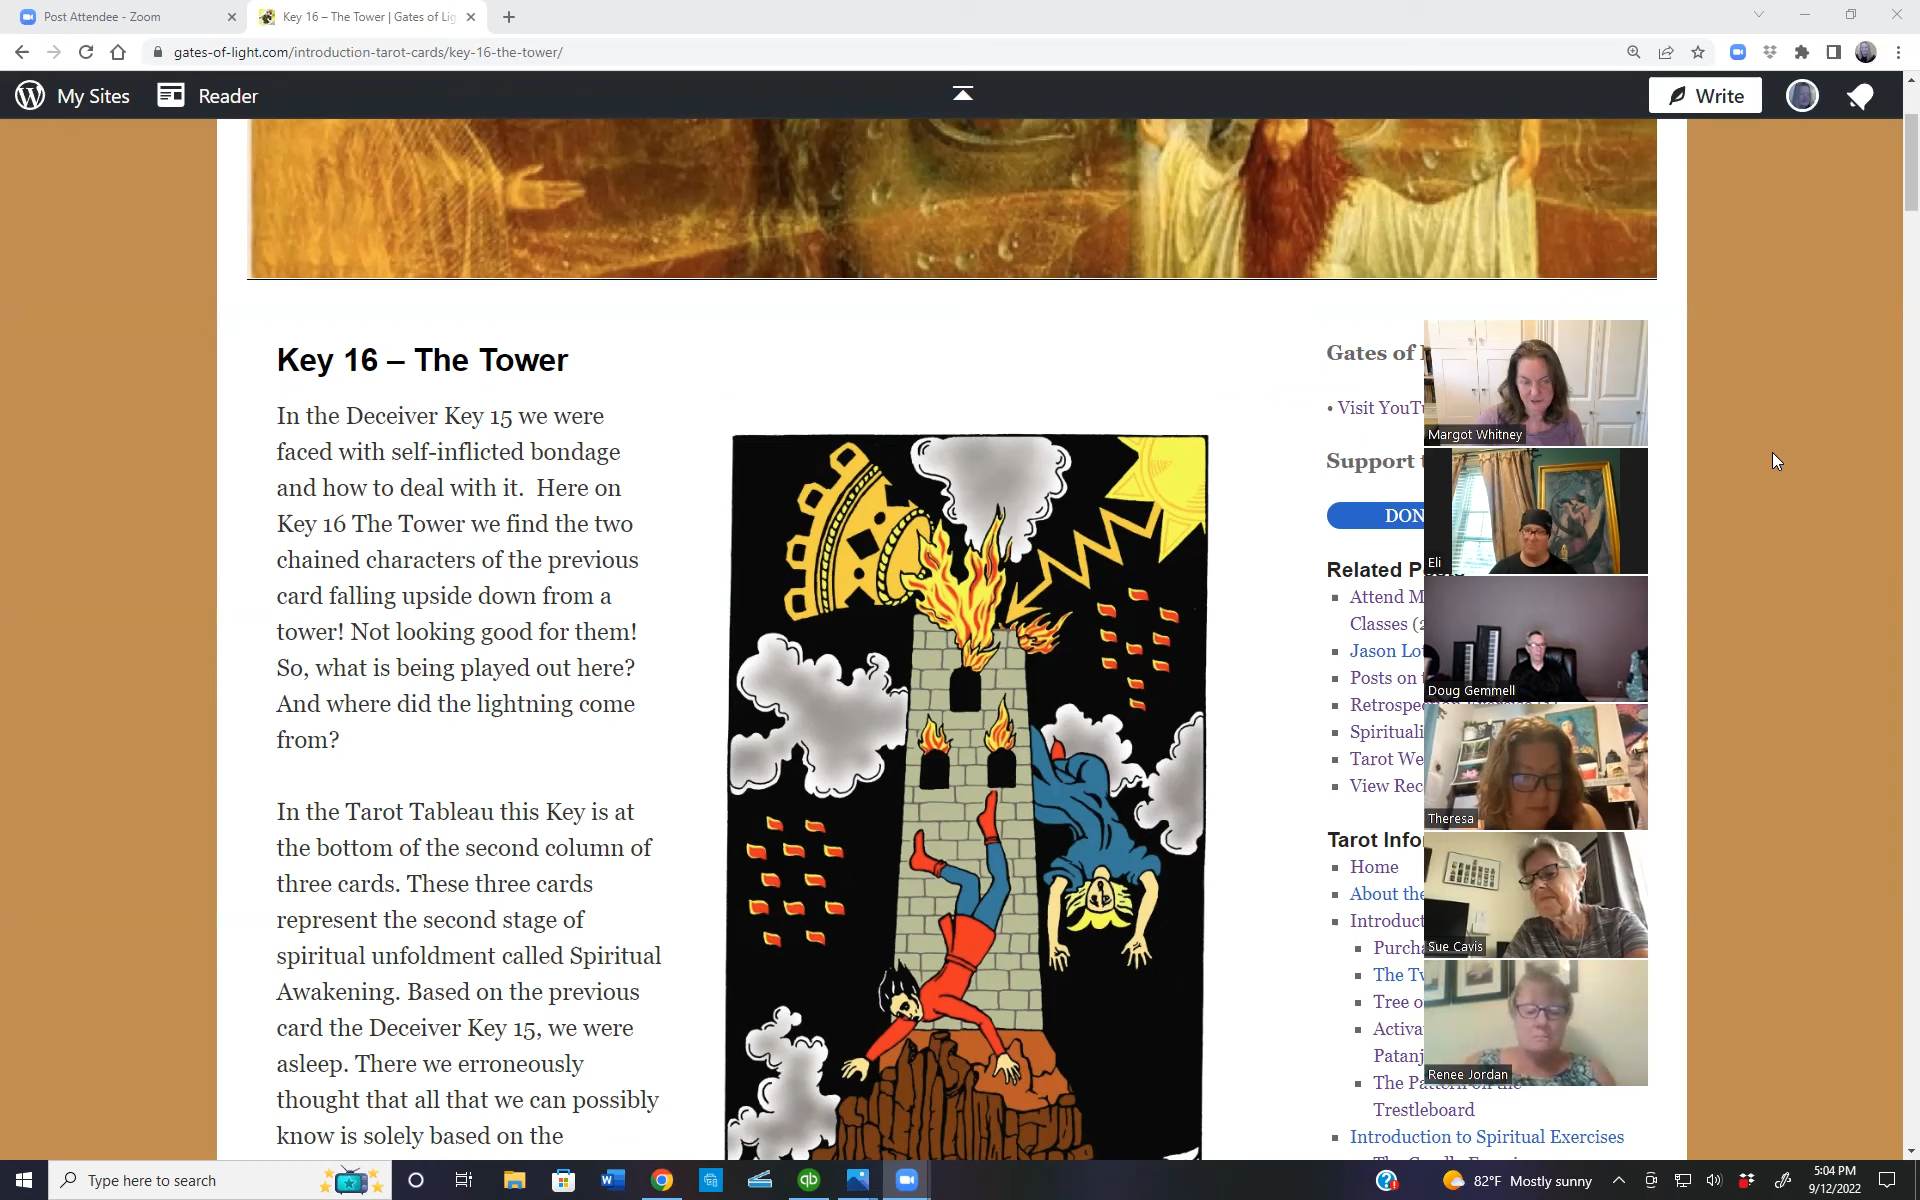 Post Attendee - Zoom
Key 16 – The Tower | Gates of Lig
gates-of-light.com/introduction-tarot-cards/key-16-the-tower/
My Sites
Reader
Write
Key 16 – The Tower
In the Deceiver Key 15 we were
faced with self-inflicted bondage
and how to deal with it.  Here on
Key 16 The Tower we find the two
chained characters of the previous
card falling upside down from a
tower! Not looking good for them!
So, what is being played out here?
And where did the lightning come
from?
In the Tarot Tableau this Key is at
the bottom of the second column of
three cards. These three cards
represent the second stage of
spiritual unfoldment called Spiritual
Awakening. Based on the previous
card the Deceiver Key 15, we were
asleep. There we erroneously
thought that all that we can possibly
know is solely based on the
Gates of
• Visit YouT
Support
DON
Related P
Attend M
Classes (2
Jason Lo
Posts on
Retrospe
Spirituali
Tarot We
View Rec
Tarot Info
Home
About the
Introduct
Purcha
The Tw
Tree o
Activa
Patanj
The Pa
Trestleboard
Introduction to Spiritual Exercises
Margot Whitney
Eli
Doug Gemmell
Theresa
Sue Cavis
Renee Jordan
Type here to search
82°F Mostly sunny
5:04 PM
9/12/2022